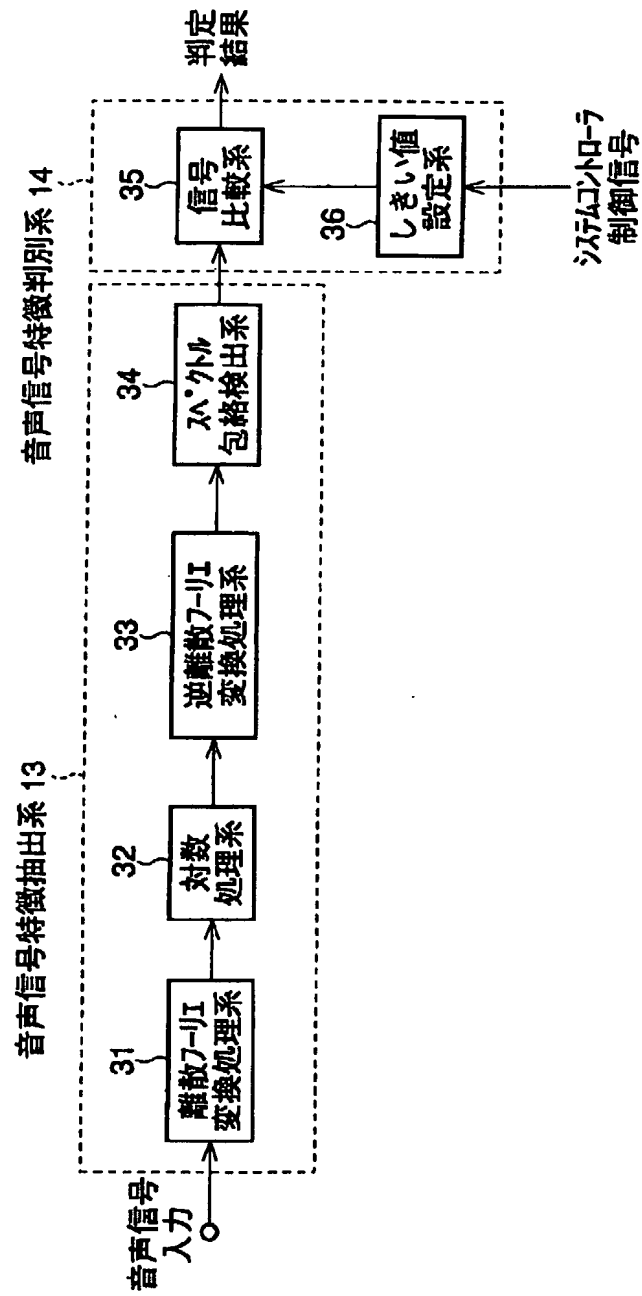 音声信号特徴抽出系 13
音声信号特徴判別系 14
音声信号
入力
31
離散フーリエ
変換処理系
32
対数
処理系
33
逆離散フーリエ
変換処理系
34
スペクトル
包絡検出系
35
信号
比較系
判定
結果
36
しきい値
設定系
システムコントローラ
制御信号